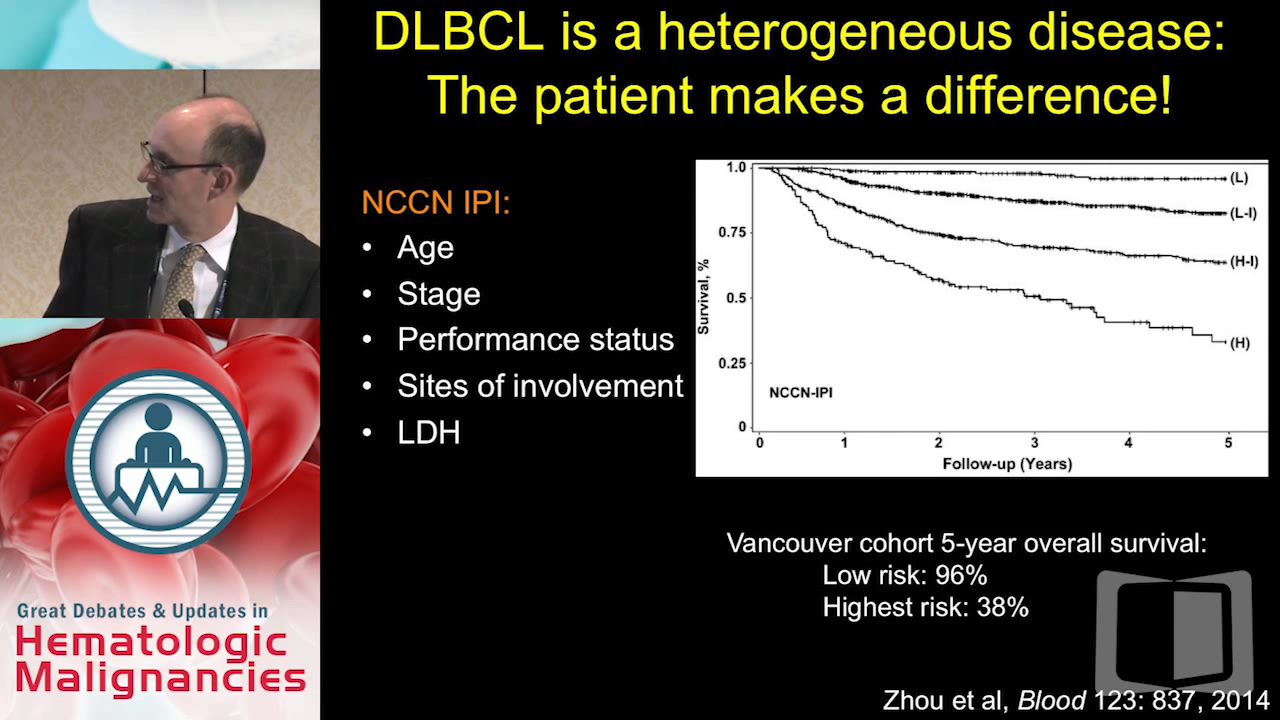 DLBCL is a heterogeneous disease:
The patient makes a difference!
NCCN IPI:
• Age
• Stage
• Performance status
• Sites of involvement
• LDH
Survival, %
1.0
0.75
0.5
0.25
0
(L)
(L-I)
(H-I)
(H)
NCCN-IPI
0 1 2 3 4 5
Follow-up (Years)
Vancouver cohort 5-year overall survival:
Low risk: 96%
Highest risk: 38%
Zhou et al, Blood 123: 837, 2014
Great Debates & Updates in
Hematologic
Malignancies